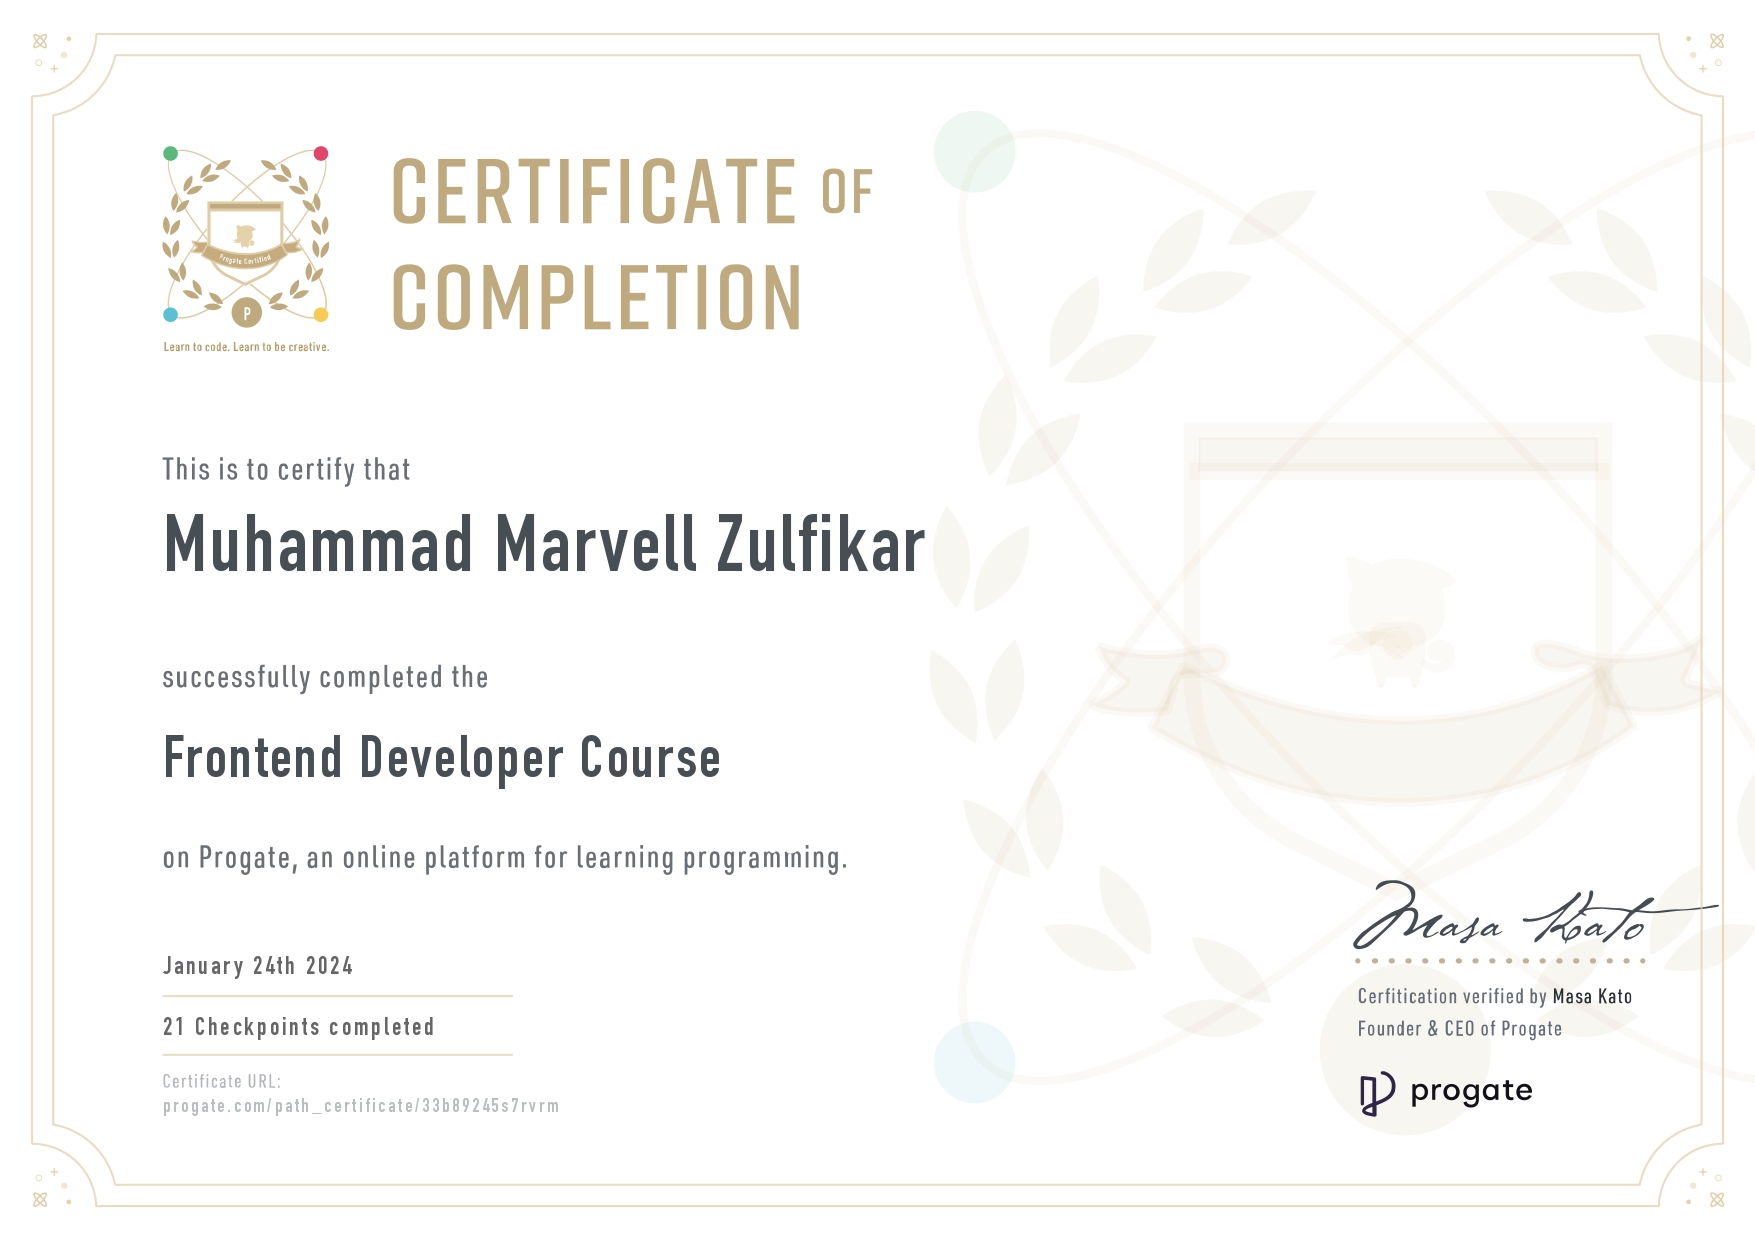 CERTIFICATE OF
COMPLETION
Progate Certified
P
Learn to code. Learn to be creative.
This is to certify that
Muhammad Marvell Zulfikar
successfully completed the
Frontend Developer Course
on Progate, an online platform for learning programming.
January 24th 2024
21 Checkpoints completed
Certificate URL:
progate.com/path_certificate/33b89245s7rvrm
Masa Kato
Cerfitication verified by Masa Kato
Founder & CEO of Progate
progate